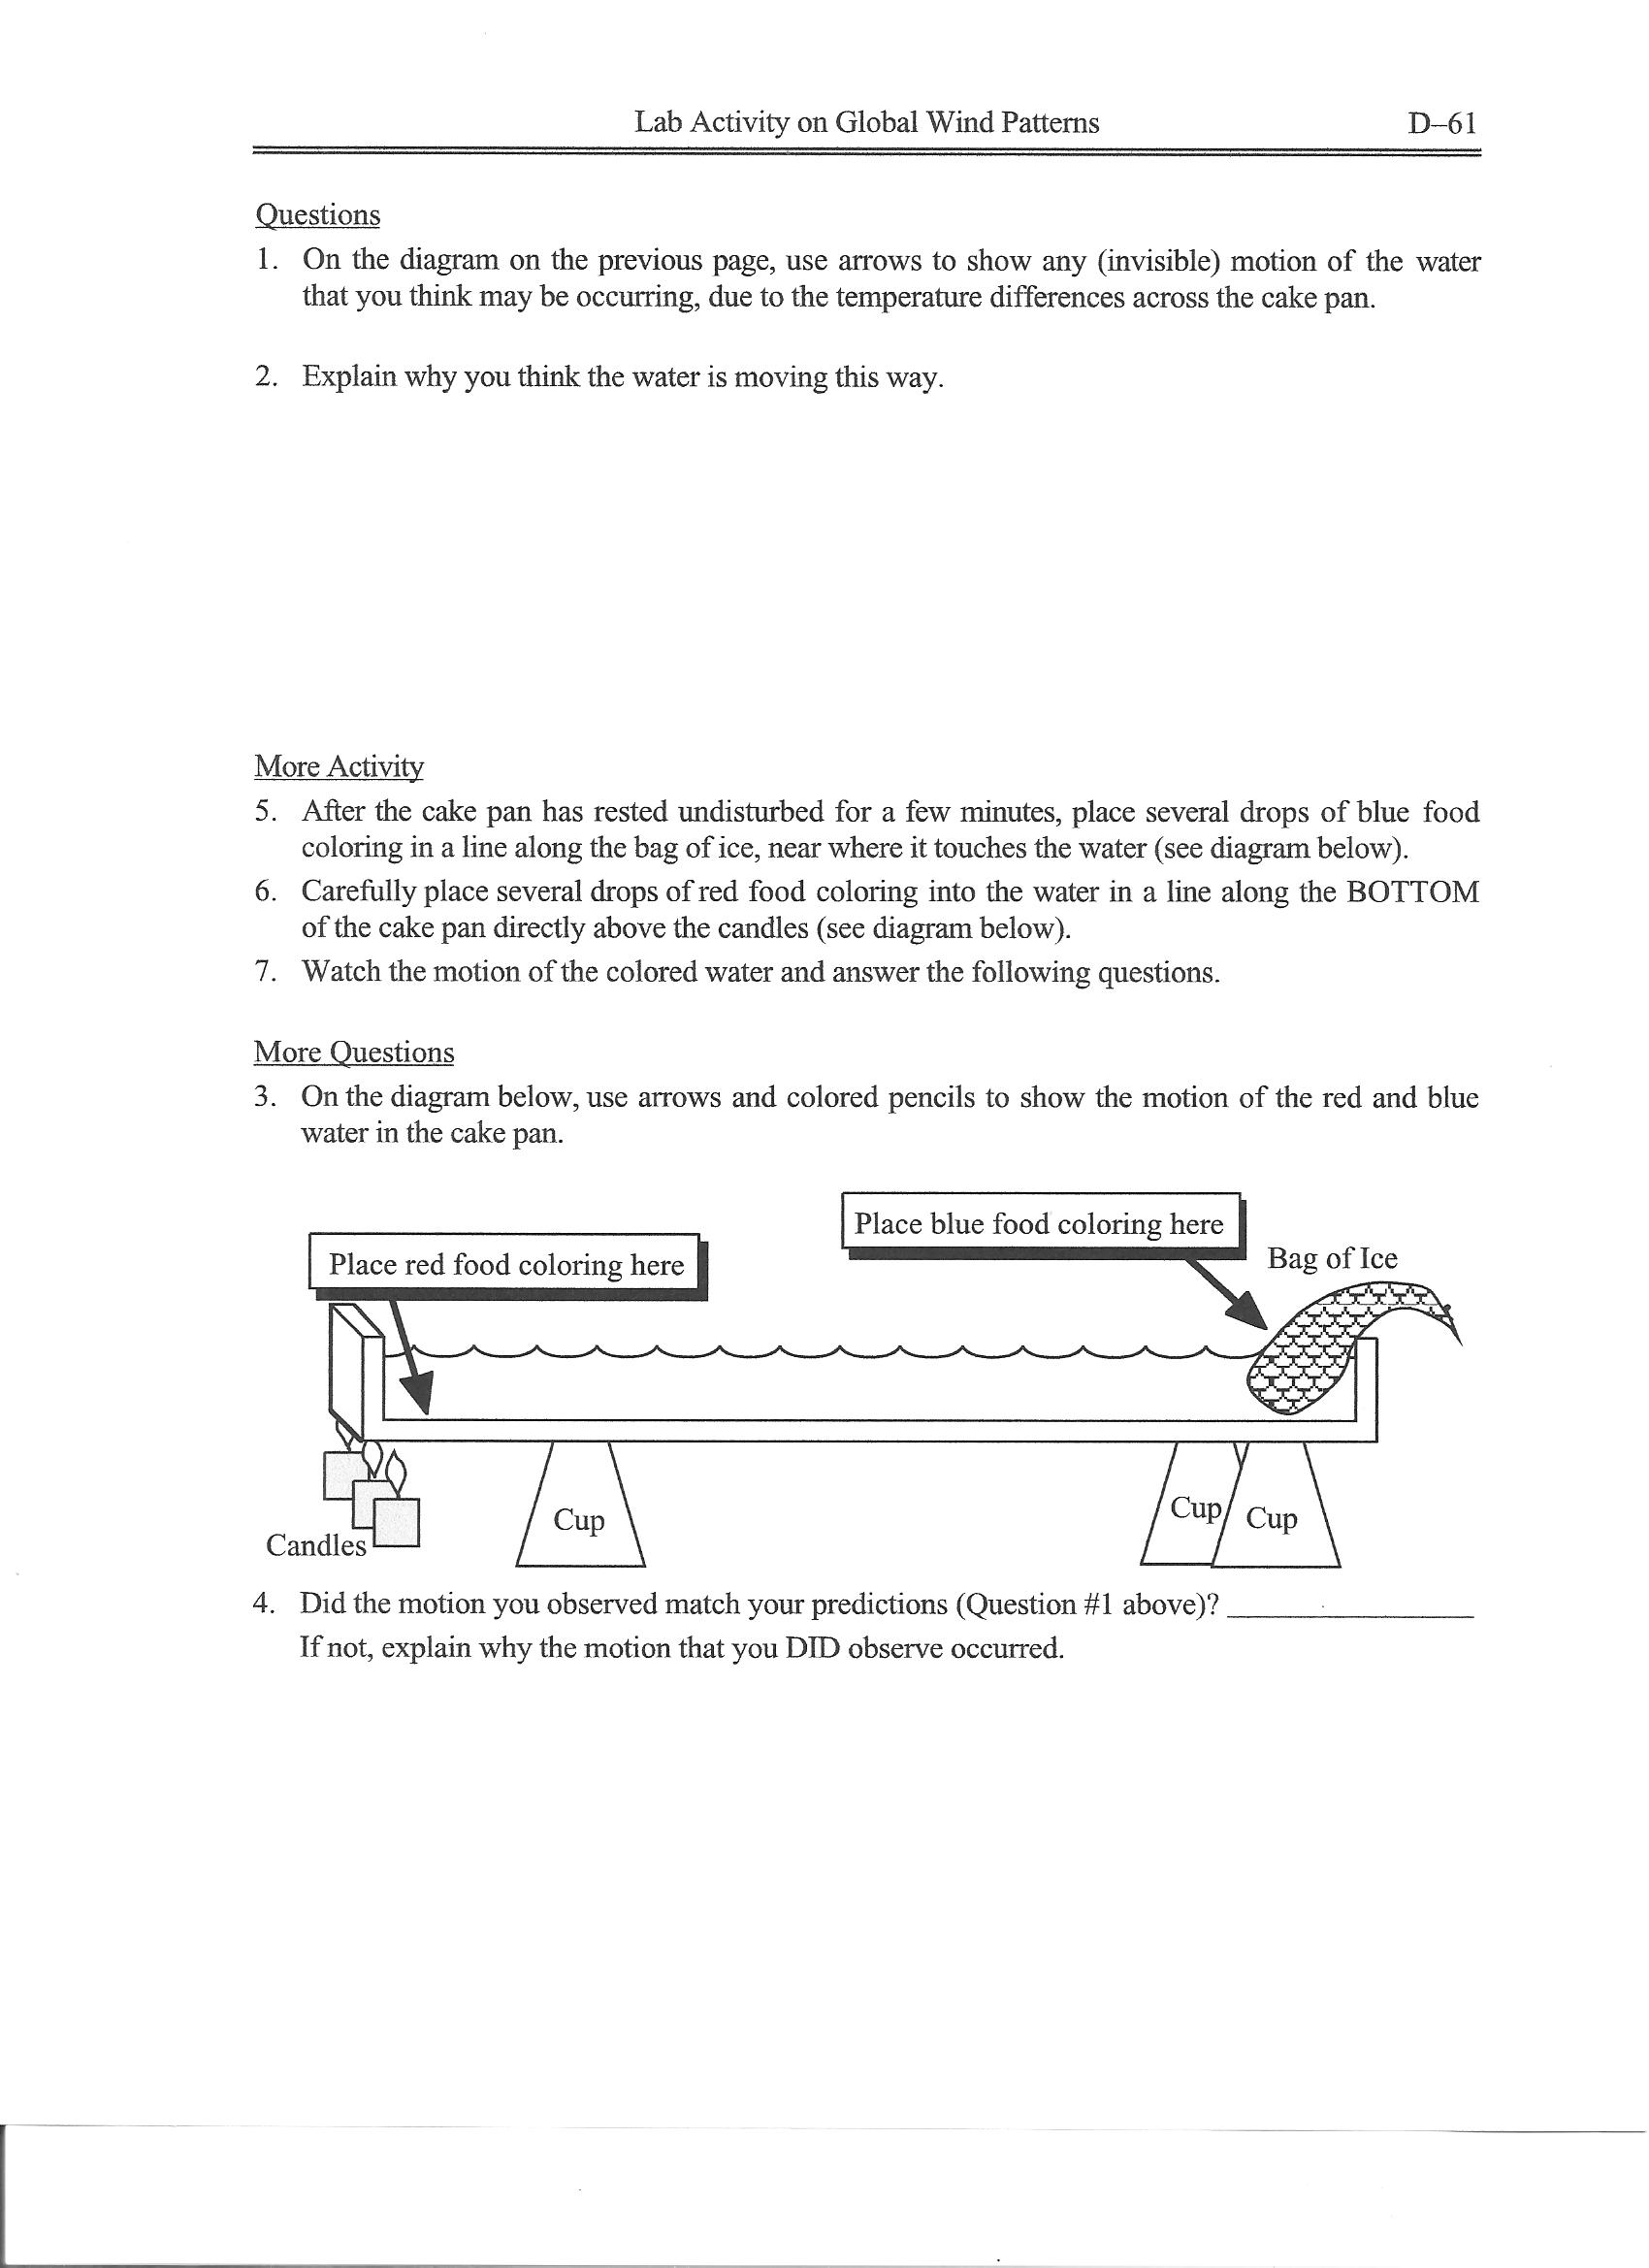 Lab Activity on Global Wind Patterns D–61
Questions
1. On the diagram on the previous page, use arrows to show any (invisible) motion of the water
that you think may be occurring, due to the temperature differences across the cake pan.
2. Explain why you think the water is moving this way.
More Activity
5. After the cake pan has rested undisturbed for a few minutes, place several drops of blue food
coloring in a line along the bag of ice, near where it touches the water (see diagram below).
6. Carefully place several drops of red food coloring into the water in a line along the BOTTOM
of the cake pan directly above the candles (see diagram below).
7. Watch the motion of the colored water and answer the following questions.
More Questions
3. On the diagram below, use arrows and colored pencils to show the motion of the red and blue
water in the cake pan.
Place blue food coloring here
Place red food coloring here
Bag of Ice
Cup
Cup
Cup
Candles
4. Did the motion you observed match your predictions (Question #1 above)? ________________
If not, explain why the motion that you DID observe occurred.